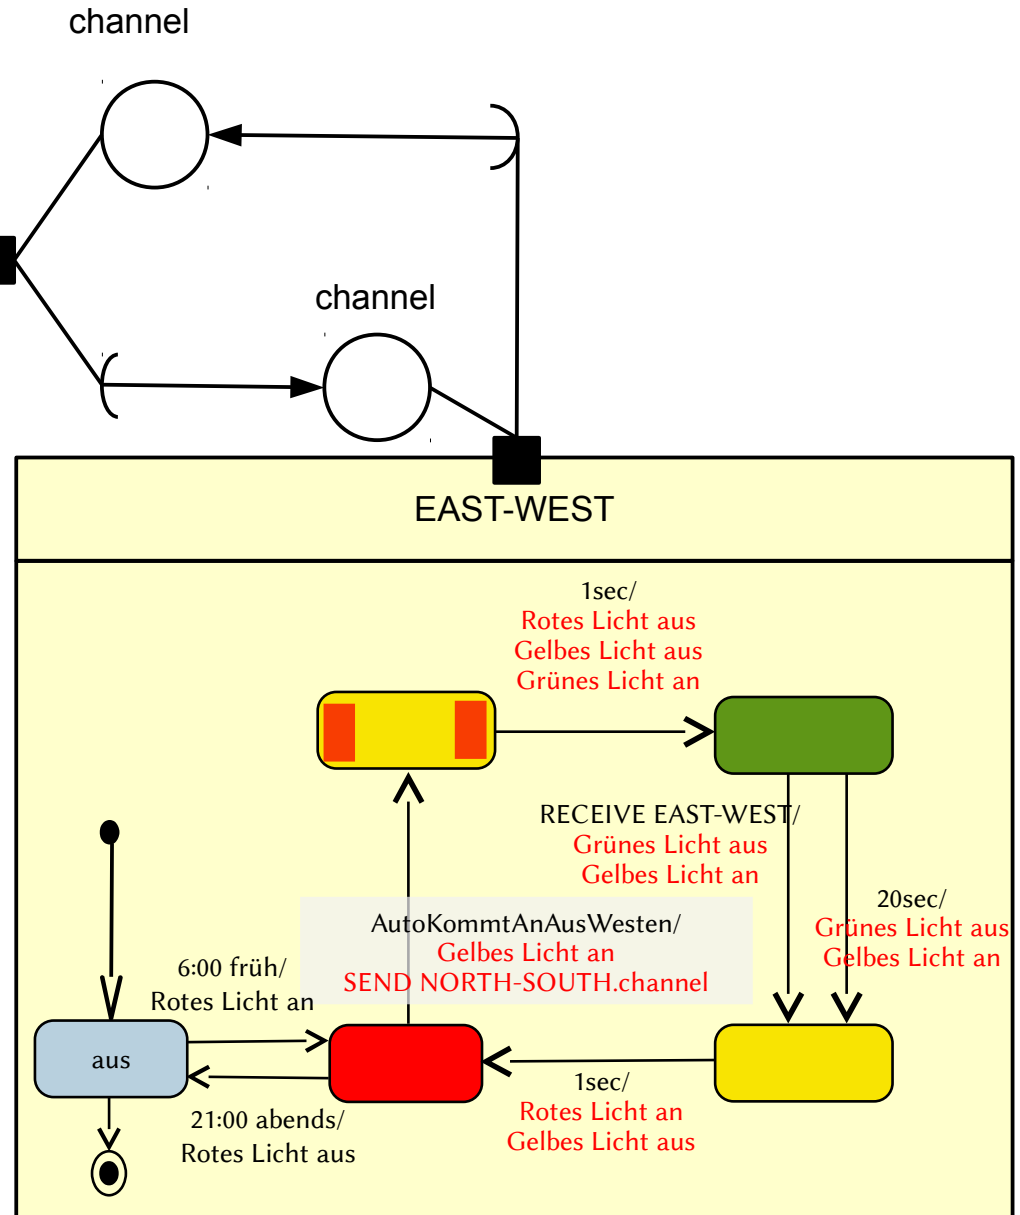 channel
channel
EAST-WEST
1sec/
Rotes Licht aus
Gelbes Licht aus
Grünes Licht an
RECEIVE EAST-WEST/
Grünes Licht aus
Gelbes Licht an
20sec/
Grünes Licht aus
Gelbes Licht an
AutoKommtAnAusWesten/
Gelbes Licht an
SEND NORTH-SOUTH.channel
6:00 früh/
Rotes Licht an
aus
21:00 abends/
Rotes Licht aus
1sec/
Rotes Licht an
Gelbes Licht aus